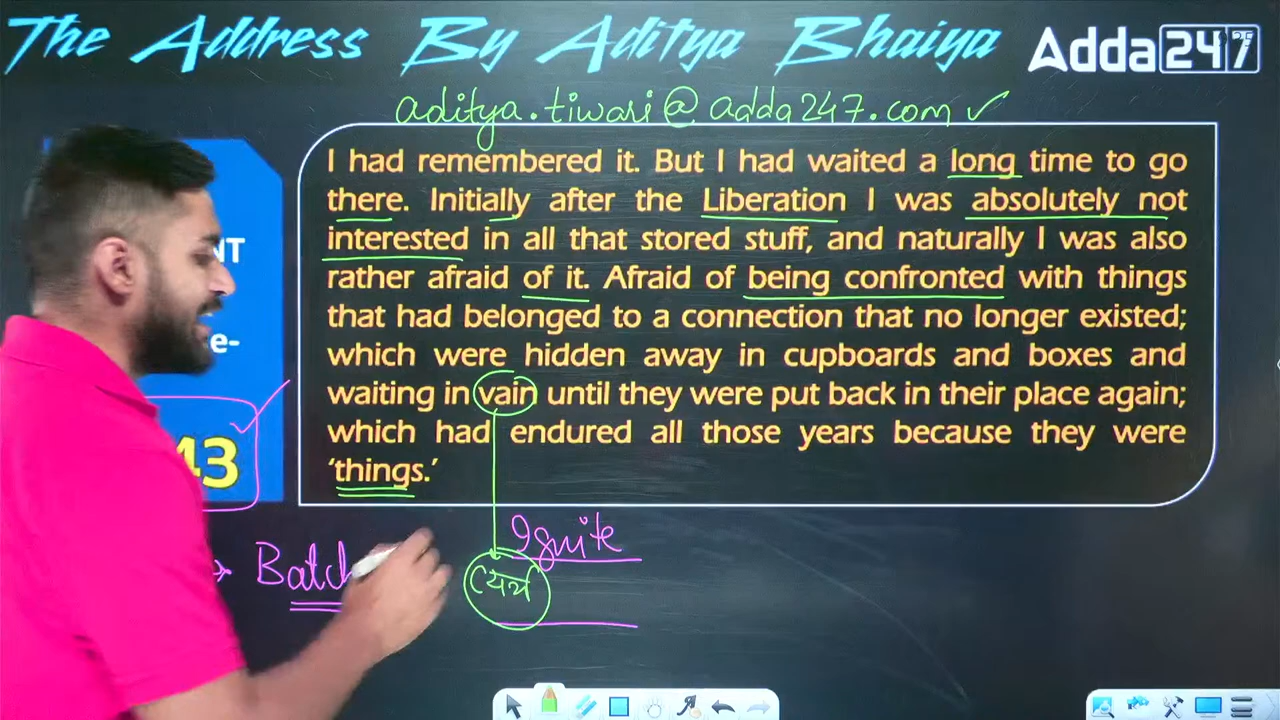 The Address By Aditya Bhaiya
Adda247
aditya.tiwari@adda247.com
I had remembered it. But I had waited a long time to go
there. Initially after the Liberation I was absolutely not
interested in all that stored stuff, and naturally I was also
rather afraid of it. Afraid of being confronted with things
that had belonged to a connection that no longer existed;
which were hidden away in cupboards and boxes and
waiting in vain until they were put back in their place again;
which had endured all those years because they were
‘things.’
NT
e-
43
Ignite
Batch
व्यर्थ